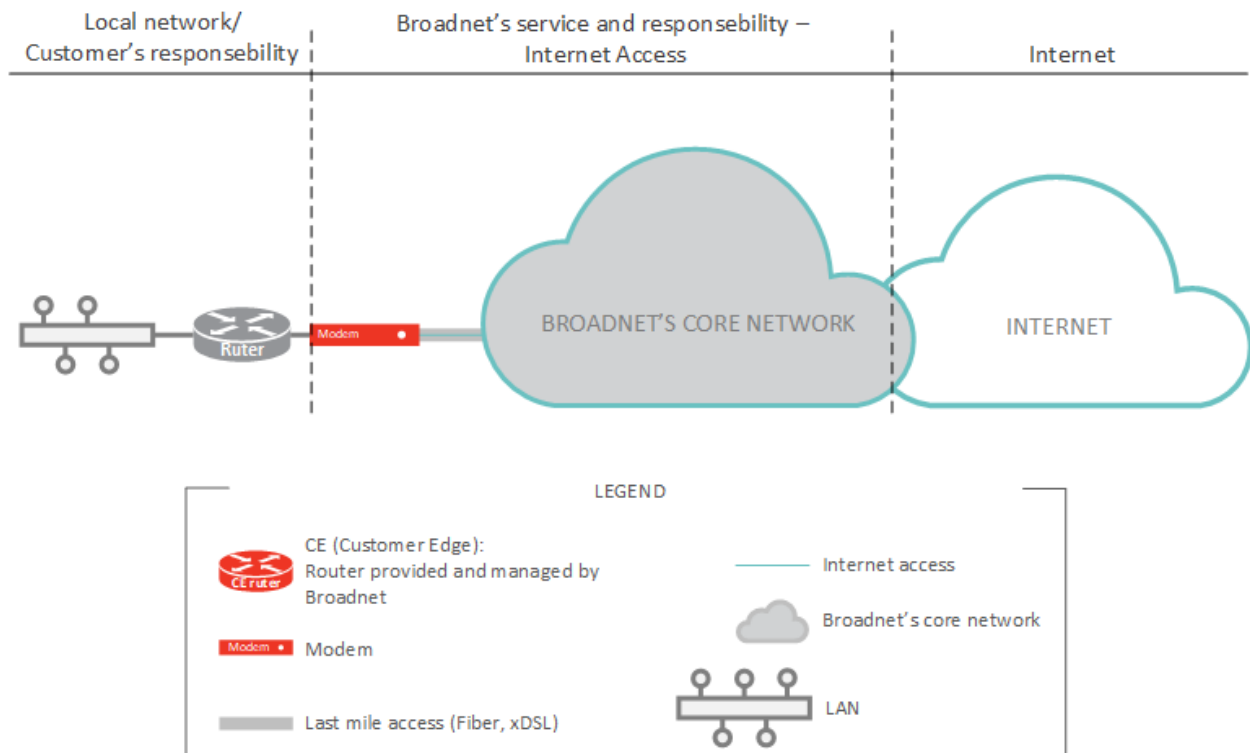 Local network/
Customer's responsebility
Broadnet's service and responsebility –
Internet Access
Internet
Ruter
Modem
BROADNET'S CORE NETWORK
INTERNET
LEGEND
CE ruter
CE (Customer Edge):
Router provided and managed by
Broadnet
Modem
Modem
Last mile access (Fiber, xDSL)
Internet access
Broadnet's core network
LAN